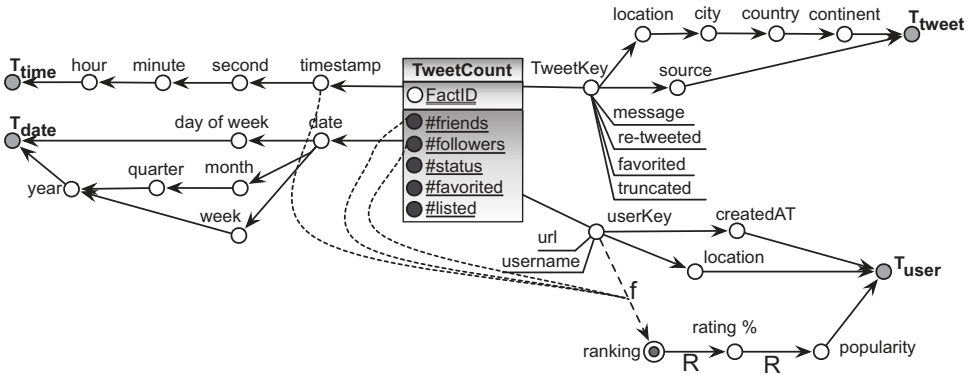 location city country continent T tweet
T time hour minute second timestamp TweetCount TweetKey source
FactID
message
re-tweeted
favorited
truncated
T date day of week date #friends
#followers
#status
#favorited
#listed
year quarter month
week
userKey createdAT
url
username location T user
f
ranking R rating % R popularity